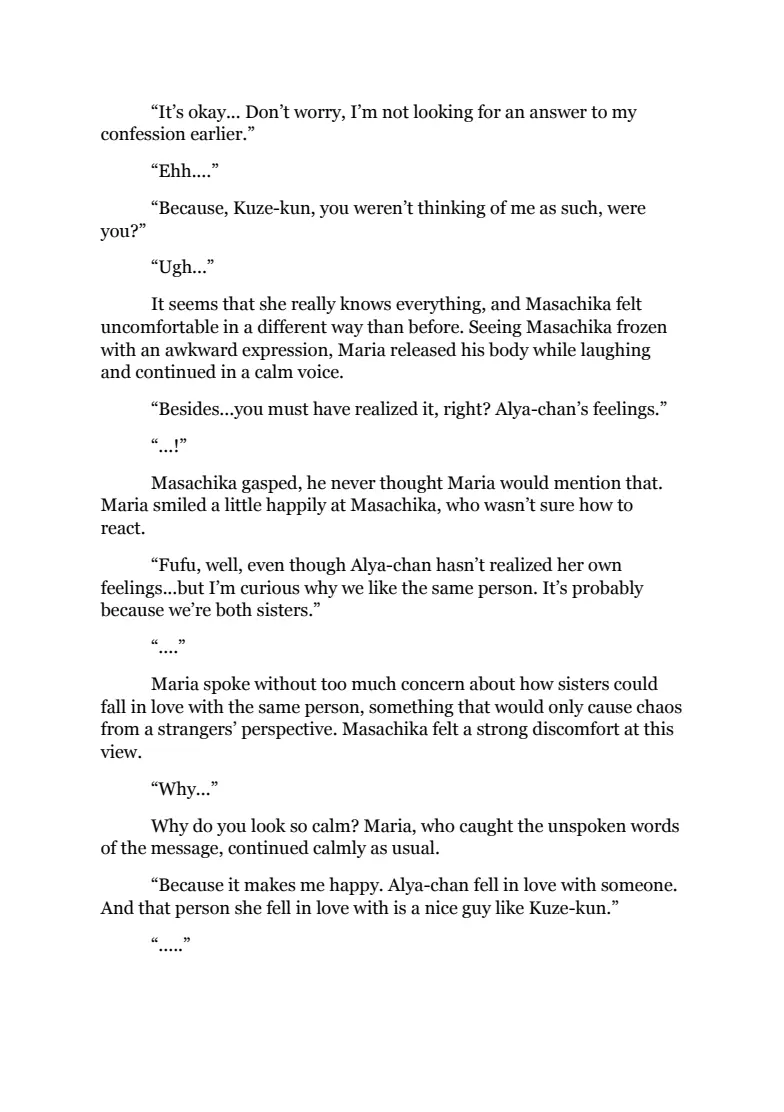 “It’s okay... Don’t worry, I’m not looking for an answer to my
confession earlier.”
“Ehh....”
“Because, Kuze-kun, you weren’t thinking of me as such, were
you?”
“Ugh...”
It seems that she really knows everything, and Masachika felt
uncomfortable in a different way than before. Seeing Masachika frozen
with an awkward expression, Maria released his body while laughing
and continued in a calm voice.
“Besides...you must have realized it, right? Alya-chan’s feelings.”
“...!”
Masachika gasped, he never thought Maria would mention that.
Maria smiled a little happily at Masachika, who wasn’t sure how to
react.
“Fufu, well, even though Alya-chan hasn’t realized her own
feelings...but I’m curious why we like the same person. It’s probably
because we’re both sisters.”
“....”
Maria spoke without too much concern about how sisters could
fall in love with the same person, something that would only cause chaos
from a strangers’ perspective. Masachika felt a strong discomfort at this
view.
“Why...”
Why do you look so calm? Maria, who caught the unspoken words
of the message, continued calmly as usual.
“Because it makes me happy. Alya-chan fell in love with someone.
And that person she fell in love with is a nice guy like Kuze-kun.”
“.....”